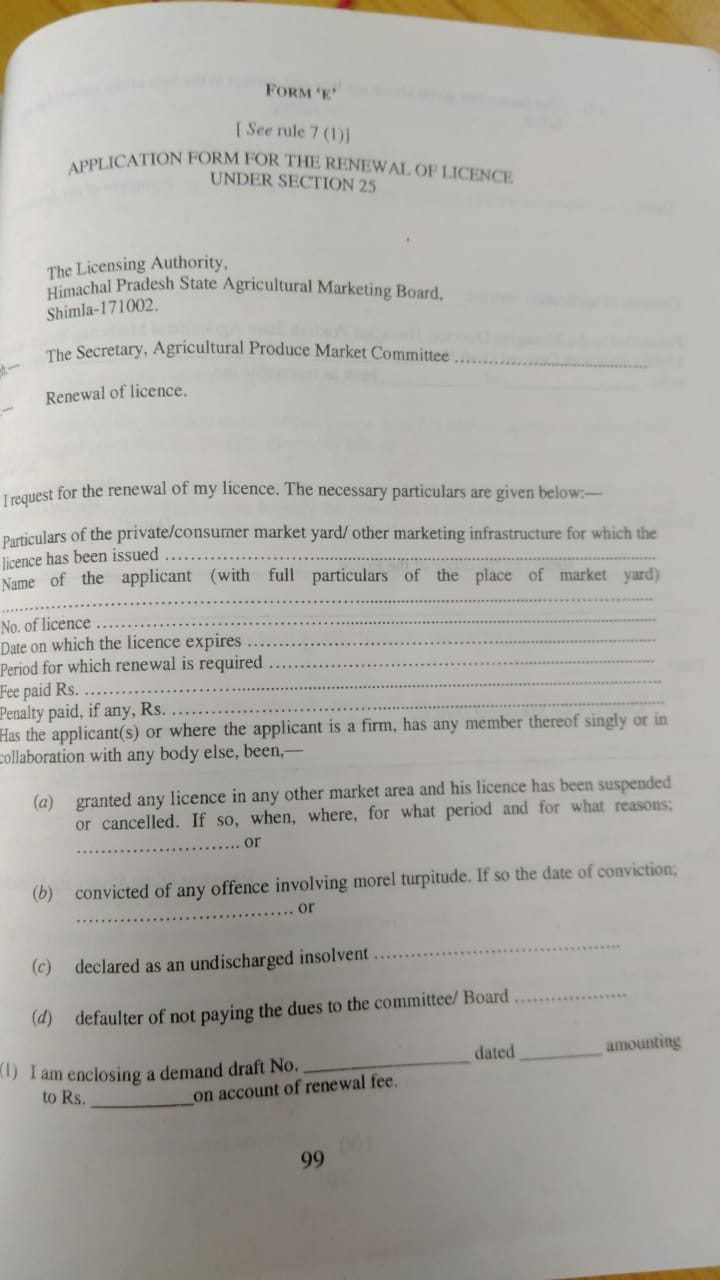 FORM 'E'
[ See rule 7 (1)]
APPLICATION FORM FOR THE RENEWAL OF LICENCE
UNDER SECTION 25
The Licensing Authority,
Himachal Pradesh State Agricultural Marketing Board,
Shimla-171002.
The Secretary, Agricultural Produce Market Committee ........................................
Renewal of licence.
I request for the renewal of my licence. The necessary particulars are given below:—
Particulars of the private/consumer market yard/ other marketing infrastructure for which the
licence has been issued ........................................
Name of the applicant (with full particulars of the place of market yard)
........................................
No. of licence ........................................
Date on which the licence expires ........................................
Period for which renewal is required ........................................
Fee paid Rs. ........................................
Penalty paid, if any, Rs. ........................................
Has the applicant(s) or where the applicant is a firm, has any member thereof singly or in
collaboration with any body else, been,—
(a) granted any licence in any other market area and his licence has been suspended
or cancelled. If so, when, where, for what period and for what reasons;
........................... or
(b) convicted of any offence involving morel turpitude. If so the date of conviction;
.................................... or
(c) declared as an undischarged insolvent ........................................
(d) defaulter of not paying the dues to the committee/ Board ...................
(1) I am enclosing a demand draft No. __________________ dated _________ amounting
to Rs. ___________on account of renewal fee.
99